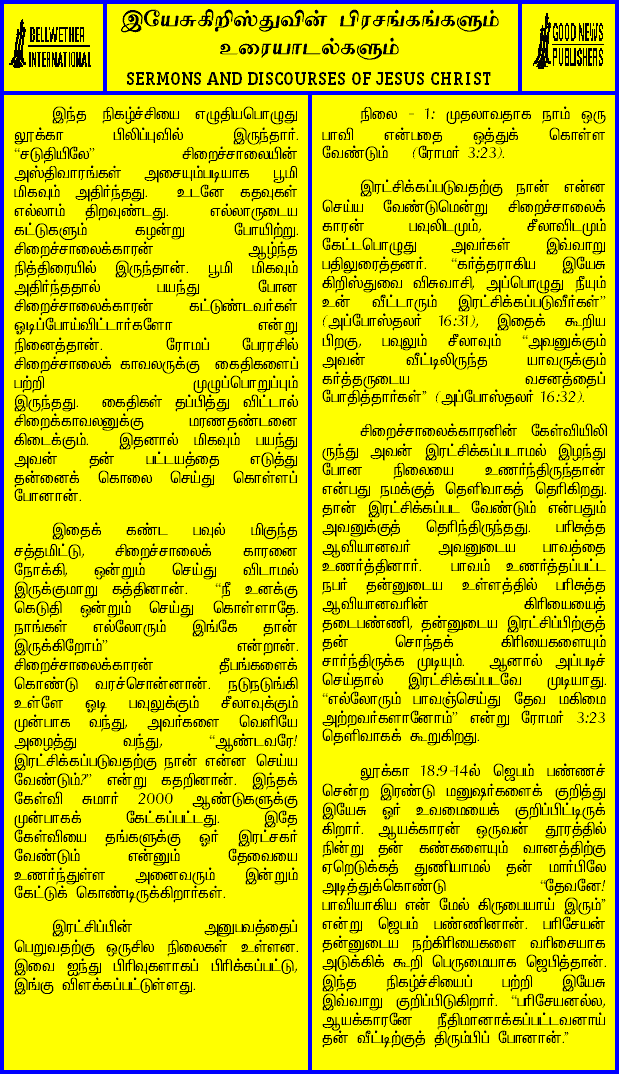 BELLWETHER
INTERNATIONAL
இயேசுகிறிஸ்துவின் பிரசங்கங்களும்
உரையாடல்களும்
SERMONS AND DISCOURSES OF JESUS CHRIST
GOOD NEWS
PUBLISHERS
இந்த நிகழ்ச்சியை எழுதியபொழுது
லூக்கா பிலிப்புவில் இருந்தார்.
“சடுதியிலே” சிறைச்சாலையின்
அஸ்திவாரங்கள் அசையும்படியாக பூமி
மிகவும் அதிர்ந்தது. உடனே கதவுகள்
எல்லாம் திறவுண்டது. எல்லாருடைய
கட்டுகளும் கழன்று போயிற்று.
சிறைச்சாலைக்காரன் ஆழ்ந்த
நித்திரையில் இருந்தான். பூமி மிகவும்
அதிர்ந்ததால் பயந்து போன
சிறைச்சாலைக்காரன் கட்டுண்டவர்கள்
ஓடிப்போய்விட்டார்களோ என்று
நினைத்தான். ரோமப் பேரரசில்
சிறைச்சாலைக் காவலருக்கு கைதிகளைப்
பற்றி முழுப்பொறுப்பும்
இருந்தது. கைதிகள் தப்பித்து விட்டால்
சிறைக்காவலனுக்கு மரணதண்டனை
கிடைக்கும். இதனால் மிகவும் பயந்து
அவன் தன் பட்டயத்தை எடுத்து
தன்னைக் கொலை செய்து கொள்ளப்
போனான்.
இதைக் கண்ட பவுல் மிகுந்த
சத்தமிட்டு, சிறைச்சாலைக் காரனை
நோக்கி, ஒன்றும் செய்து விடாமல்
இருக்குமாறு கத்தினான். “நீ உனக்கு
கெடுதி ஒன்றும் செய்து கொள்ளாதே.
நாங்கள் எல்லோரும் இங்கே தான்
இருக்கிறோம்” என்றான்.
சிறைச்சாலைக்காரன் தீபங்களைக்
கொண்டு வரச்சொன்னான். நடுநடுங்கி
உள்ளே ஓடி பவுலுக்கும் சீலாவுக்கும்
முன்பாக வந்து, அவர்களை வெளியே
அழைத்து வந்து, “ஆண்டவரே!
இரட்சிக்கப்படுவதற்கு நான் என்ன செய்ய
வேண்டும்?” என்று கதறினான். இந்தக்
கேள்வி சுமார் 2000 ஆண்டுகளுக்கு
முன்பாகக் கேட்கப்பட்டது. இதே
கேள்வியை தங்களுக்கு ஓர் இரட்சகர்
வேண்டும் என்னும் தேவையை
உணர்ந்துள்ள அனைவரும் இன்றும்
கேட்டுக் கொண்டிருக்கிறார்கள்.
இரட்சிப்பின் அனுபவத்தைப்
பெறுவதற்கு ஒருசில நிலைகள் உள்ளன.
இவை ஐந்து பிரிவுகளாகப் பிரிக்கப்பட்டு,
இங்கு விளக்கப்பட்டுள்ளது.
நிலை - 1: முதலாவதாக நாம் ஒரு
பாவி என்பதை ஒத்துக் கொள்ள
வேண்டும் (ரோமர் 3:23).
இரட்சிக்கப்படுவதற்கு நான் என்ன
செய்ய வேண்டுமென்று சிறைச்சாலைக்
காரன் பவுலிடமும், சீலாவிடமும்
கேட்டபொழுது அவர்கள் இவ்வாறு
பதிலுரைத்தனர். “கர்த்தராகிய இயேசு
கிறிஸ்துவை விசுவாசி, அப்பொழுது நீயும்
உன் வீட்டாரும் இரட்சிக்கப்படுவீர்கள்”
(அப்போஸ்தலர் 16:31), இதைக் கூறிய
பிறகு, பவுலும் சீலாவும் “அவனுக்கும்
அவன் வீட்டிலிருந்த யாவருக்கும்
கர்த்தருடைய வசனத்தைப்
போதித்தார்கள்” (அப்போஸ்தலர் 16:32).
சிறைச்சாலைக்காரனின் கேள்வியிலி
ருந்து அவன் இரட்சிக்கப்படாமல் இழந்து
போன நிலையை உணர்ந்திருந்தான்
என்பது நமக்குத் தெளிவாகத் தெரிகிறது.
தான் இரட்சிக்கப்பட வேண்டும் என்பதும்
அவனுக்குத் தெரிந்திருந்தது. பரிசுத்த
ஆவியானவர் அவனுடைய பாவத்தை
உணர்த்தினார். பாவம் உணர்த்தப்பட்ட
நபர் தன்னுடைய உள்ளத்தில் பரிசுத்த
ஆவியானவரின் கிரியையைத்
தடைபண்ணி, தன்னுடைய இரட்சிப்பிற்குத்
தன் சொந்தக் கிரியைகளையும்
சார்ந்திருக்க முடியும். ஆனால் அப்படிச்
செய்தால் இரட்சிக்கப்படவே முடியாது.
“எல்லோரும் பாவஞ்செய்து தேவ மகிமை
அற்றவர்களானோம்” என்று ரோமர் 3:23
தெளிவாகக் கூறுகிறது.
லூக்கா 18:9-14ல் ஜெபம் பண்ணச்
சென்ற இரண்டு மனுஷர்களைக் குறித்து
இயேசு ஓர் உவமையைக் குறிப்பிட்டிருக்
கிறார். ஆயக்காரன் ஒருவன் தூரத்தில்
நின்று தன் கண்களையும் வானத்திற்கு
ஏறெடுக்கத் துணியாமல் தன் மார்பிலே
அடித்துக்கொண்டு “தேவனே!
பாவியாகிய என் மேல் கிருபையாய் இரும்”
என்று ஜெபம் பண்ணினான். பரிசேயன்
தன்னுடைய நற்கிரியைகளை வரிசையாக
அடுக்கிக் கூறி பெருமையாக ஜெபித்தான்.
இந்த நிகழ்ச்சியைப் பற்றி இயேசு
இவ்வாறு குறிப்பிடுகிறார். “பரிசேயனல்ல,
ஆயக்காரனே நீதிமானாக்கப்பட்டவனாய்
தன் வீட்டிற்குத் திரும்பிப் போனான்.”